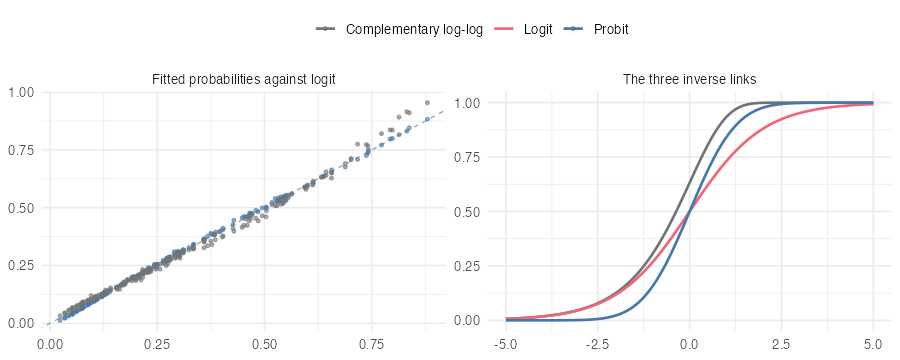 Complementary log-log Logit Probit
Fitted probabilities against logit
1.00
0.75
0.50
0.25
0.00
0.00 0.25 0.50 0.75
The three inverse links
1.00
0.75
0.50
0.25
0.00
-5.0 -2.5 0.0 2.5 5.0